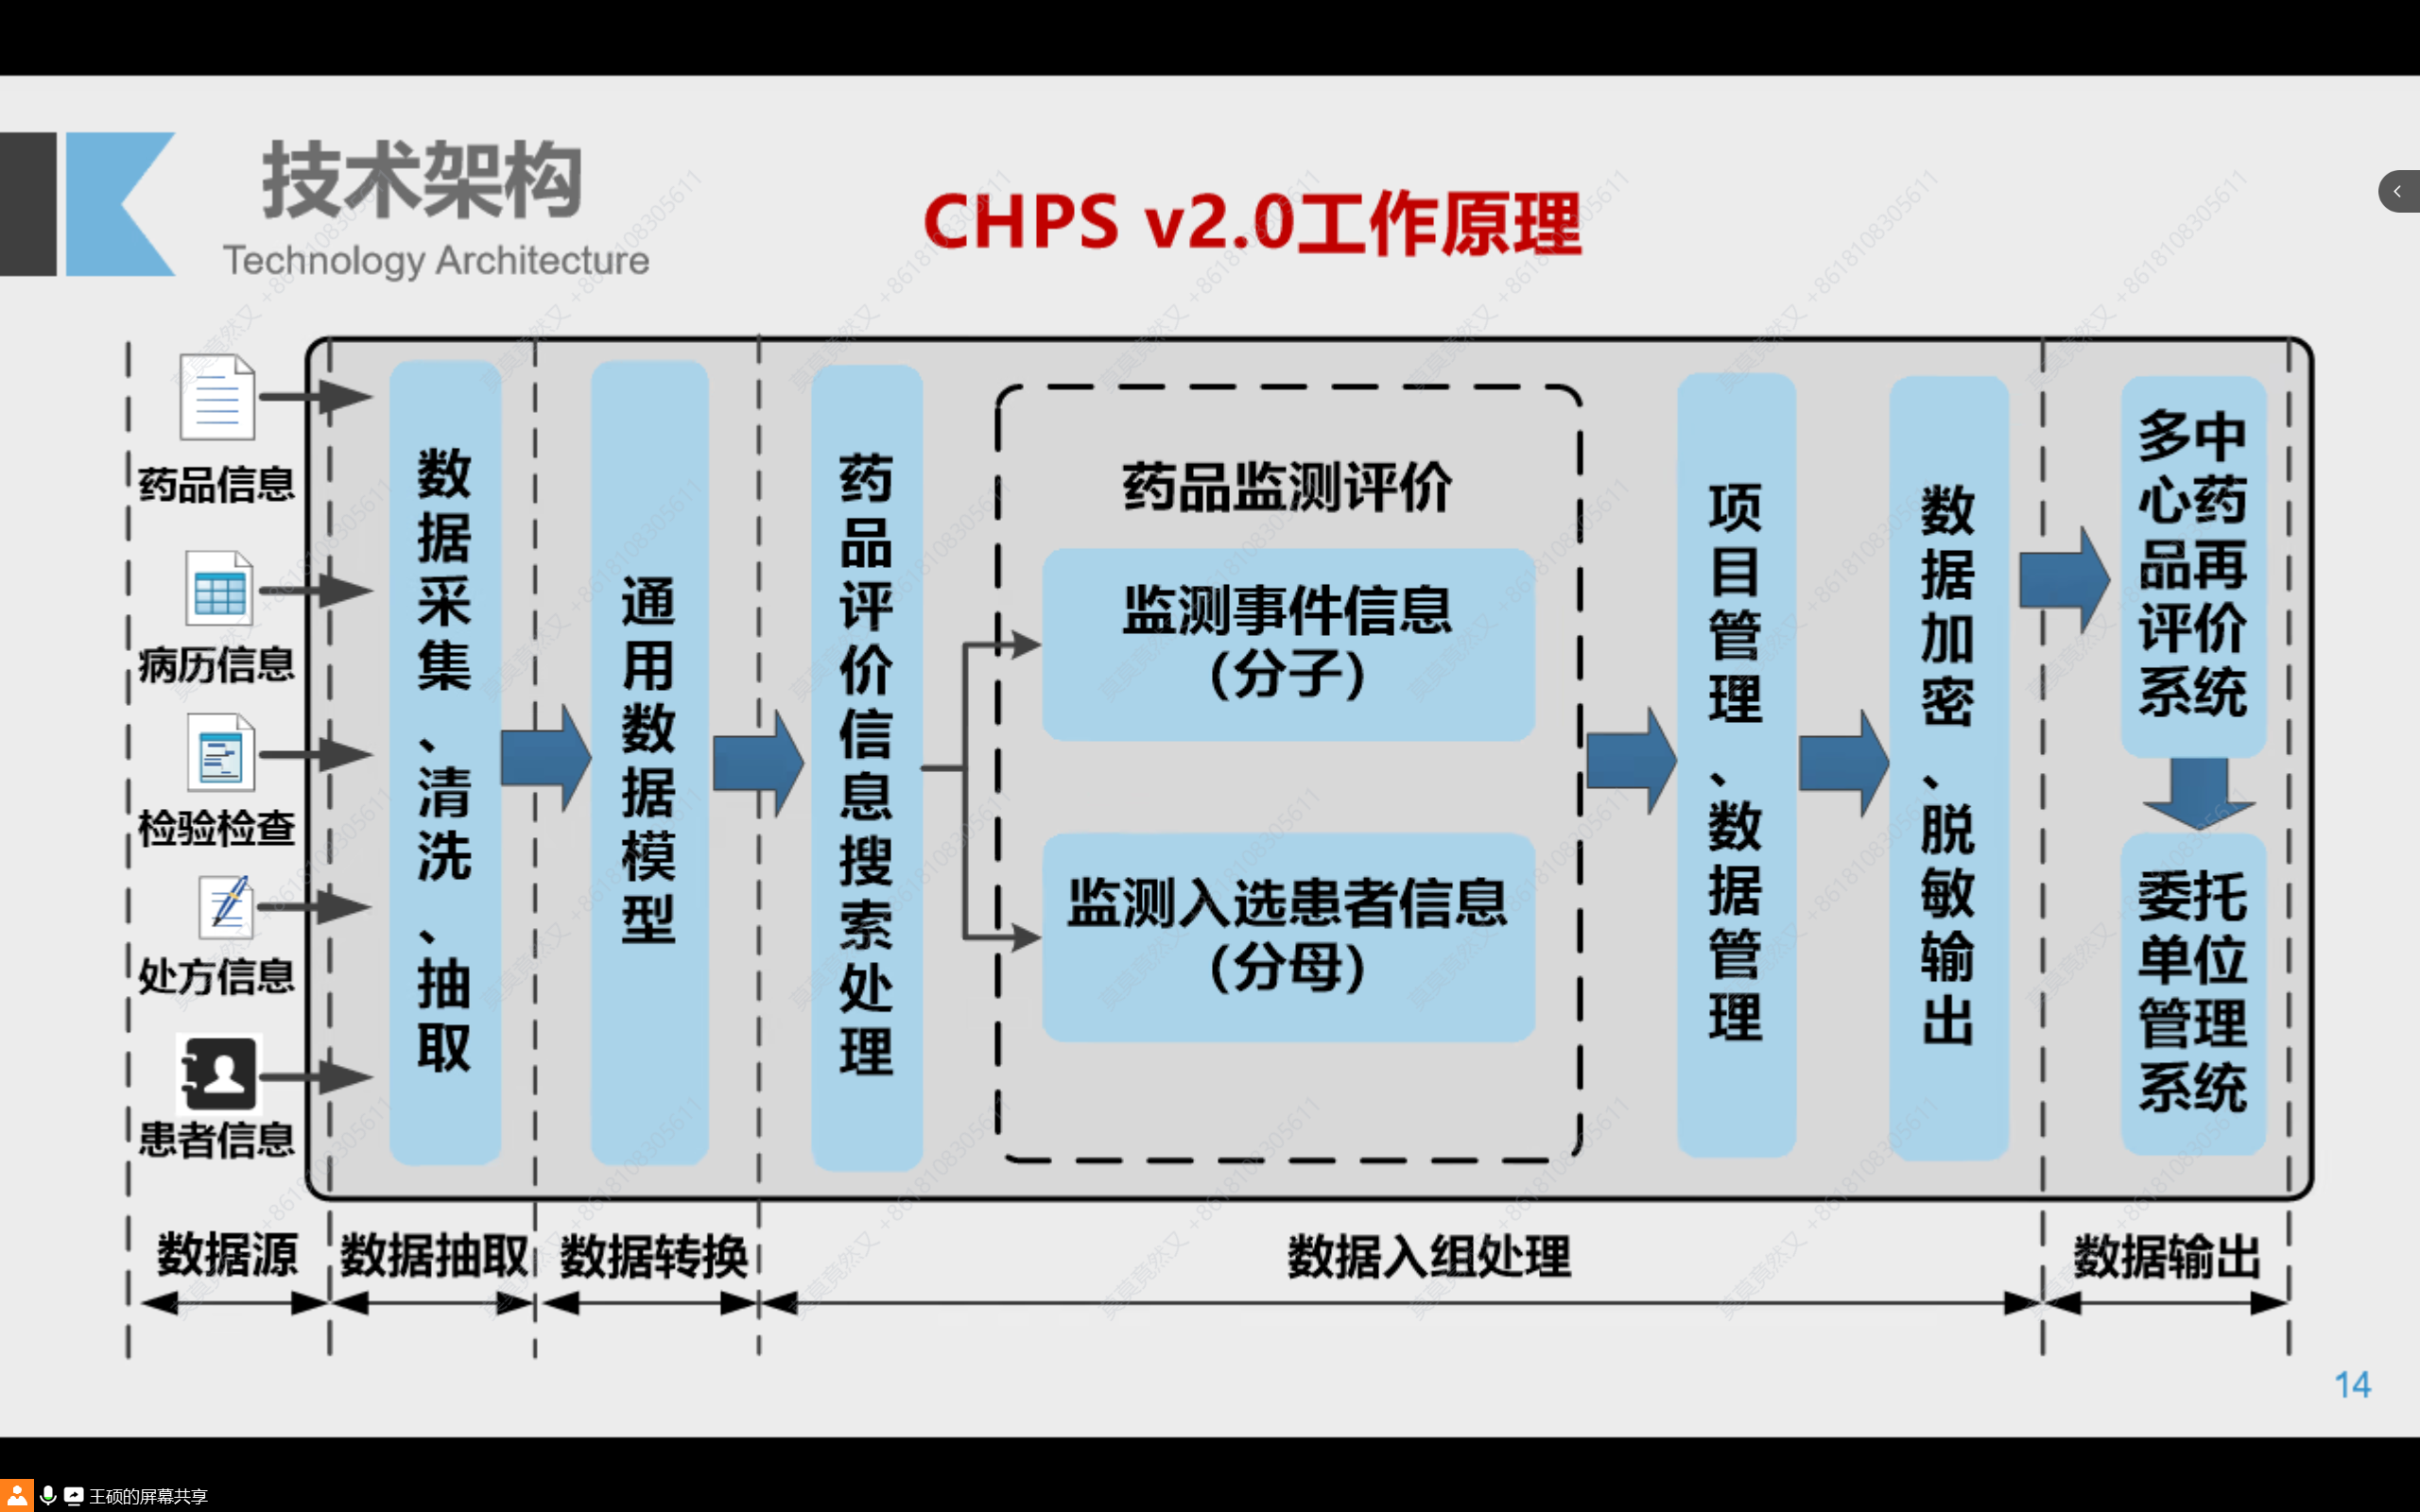 技术架构
Technology Architecture
CHPS v2.0工作原理
药品信息
病历信息
检验检查
处方信息
患者信息
数据采集、清洗、抽取
通用数据模型
药品评价信息搜索处理
药品监测评价
监测事件信息
(分子)
监测入选患者信息
(分母)
项目管理、数据管理
数据加密、脱敏输出
多中
心药
品再
评价
系统
委托
单位
管理
系统
数据源
数据抽取
数据转换
数据入组处理
数据输出
14
王硕的屏幕共享